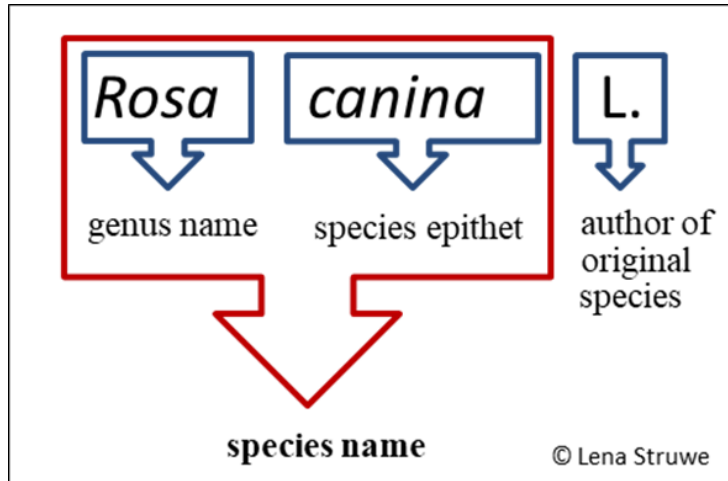 Rosa canina L.
genus name species epithet author of
original
species
species name
© Lena Struwe